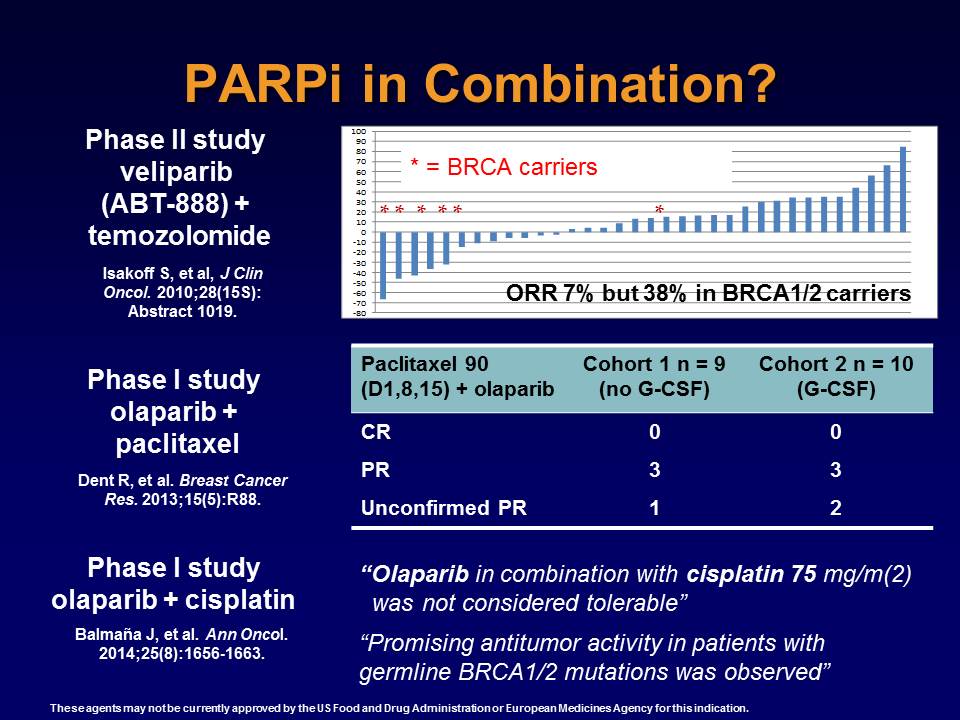 PARPi in Combination?
Phase II study
veliparib
(ABT-888) +
temozolomide
Isakoff S, et al, J Clin
Oncol. 2010;28(15S):
Abstract 1019.
100
90
80
70
60
50
40
30
20
10
0
-10
-20
-30
-40
-50
-60
-70
-80
* = BRCA carriers
* * * * * *
ORR 7% but 38% in BRCA1/2 carriers
Phase I study
olaparib +
paclitaxel
Dent R, et al. Breast Cancer
Res. 2013;15(5):R88.
Paclitaxel 90 Cohort 1 n = 9 Cohort 2 n = 10
(D1,8,15) + olaparib (no G-CSF) (G-CSF)
CR 0 0
PR 3 3
Unconfirmed PR 1 2
Phase I study
olaparib + cisplatin
Balmaña J, et al. Ann Oncol.
2014;25(8):1656-1663.
“Olaparib in combination with cisplatin 75 mg/m(2)
was not considered tolerable”
“Promising antitumor activity in patients with
germline BRCA1/2 mutations was observed”
These agents may not be currently approved by the US Food and Drug Administration or European Medicines Agency for this indication.